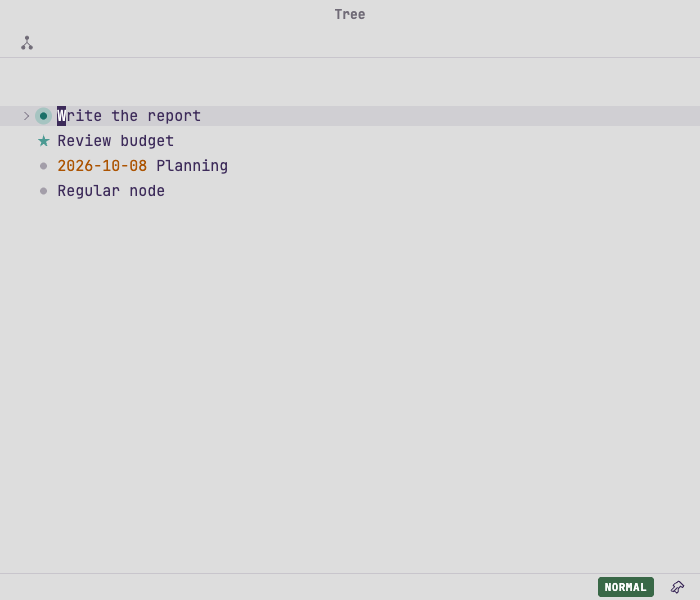 Tree
Write the report
Review budget
2026-10-08 Planning
Regular node
NORMAL